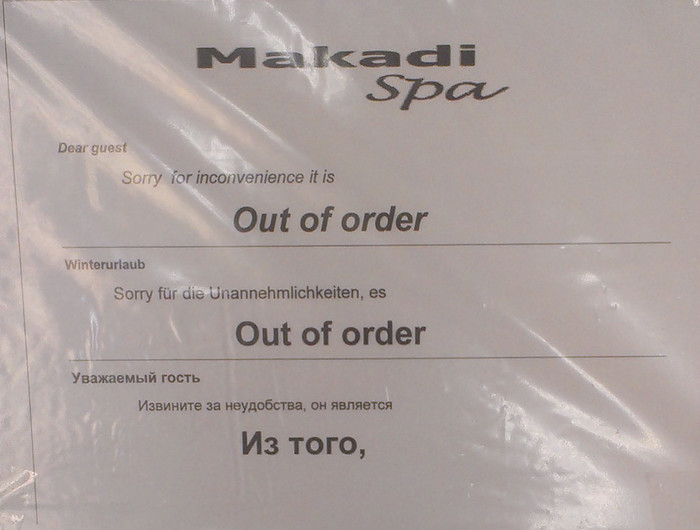 Makadi
Spa
Dear guest
Sorry for inconvenience it is
Out of order
Winterurlaub
Sorry für die Unannehmlichkeiten, es
Out of order
Уважаемый гость
Извините за неудобства, он является
Из того,